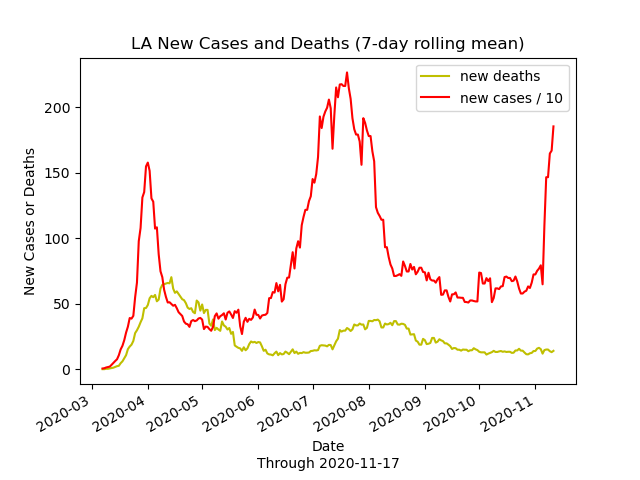 LA New Cases and Deaths (7-day rolling mean)
new deaths
new cases / 10
New Cases or Deaths
200
150
100
50
0
2020-03
2020-04
2020-05
2020-06
2020-07
2020-08
2020-09
2020-10
2020-11
Date
Through 2020-11-17